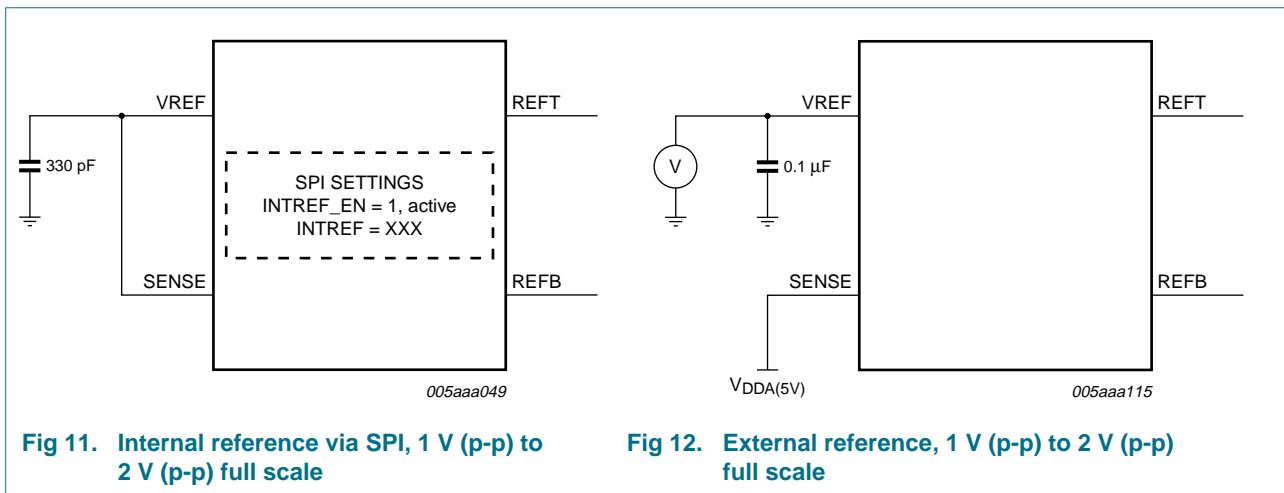 VREF
REFT
330 pF
SPI SETTINGS
INTREF_EN = 1, active
INTREF = XXX
SENSE
REFB
005aaa049
Fig 11. Internal reference via SPI, 1 V (p-p) to
2 V (p-p) full scale
VREF
REFT
V
0.1 μF
SENSE
REFB
VDDA(5V)
005aaa115
Fig 12. External reference, 1 V (p-p) to 2 V (p-p)
full scale